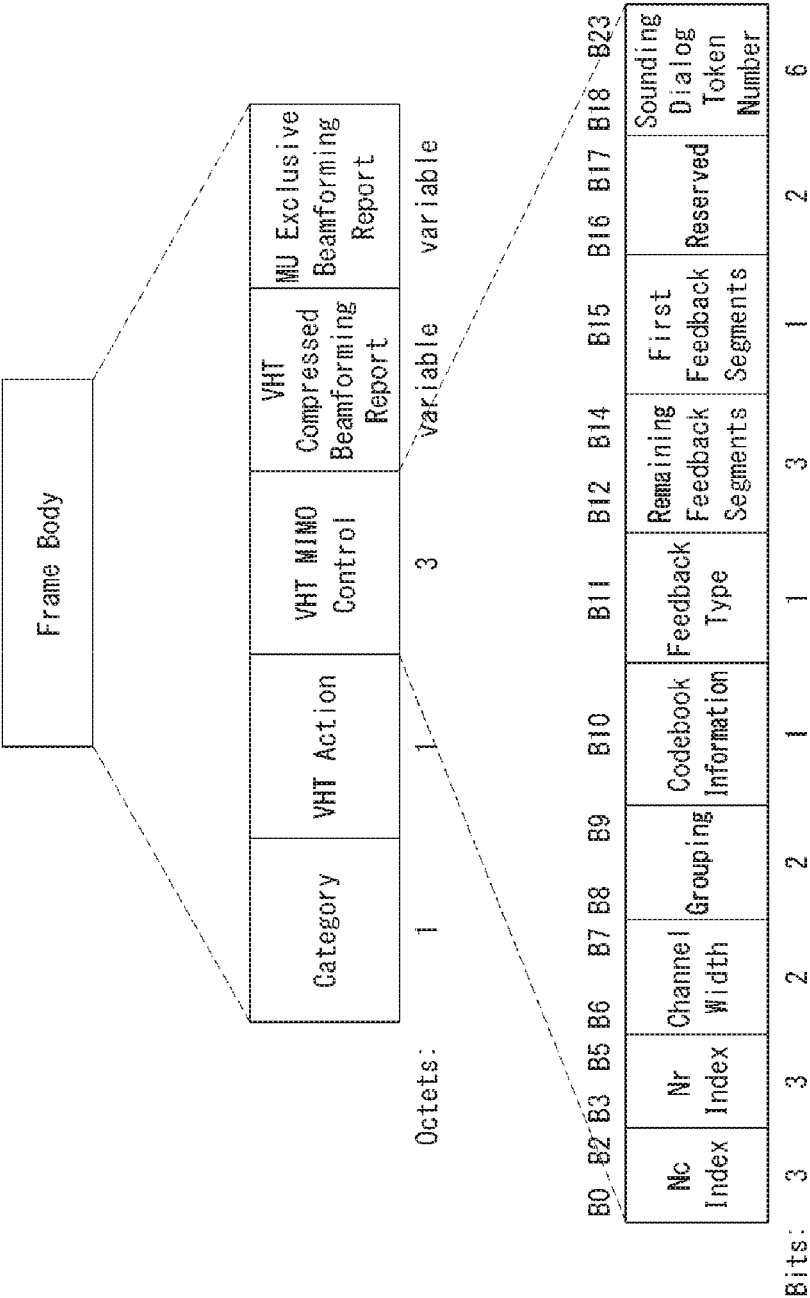 Frame Body
Category
VHT Action
VHT MIMO
Control
VHT
Compressed
Beamforming
Report
MU Exclusive
Beamforming
Report
Octets: 1 1 3 variable variable
B0 B2 B3 B5 B6 B7 B8 B9 B10 B11 B12 B14 B15 B16 B17 B18 B23
Nc
Index
Nr
Index
Channel
Width
Grouping
Codebook
Information
Feedback
Type
Remaining
Feedback
Segments
First
Feedback
Segments
Reserved
Sounding
Dialog
Token
Number
Bits: 3 3 2 2 1 1 3 1 2 6